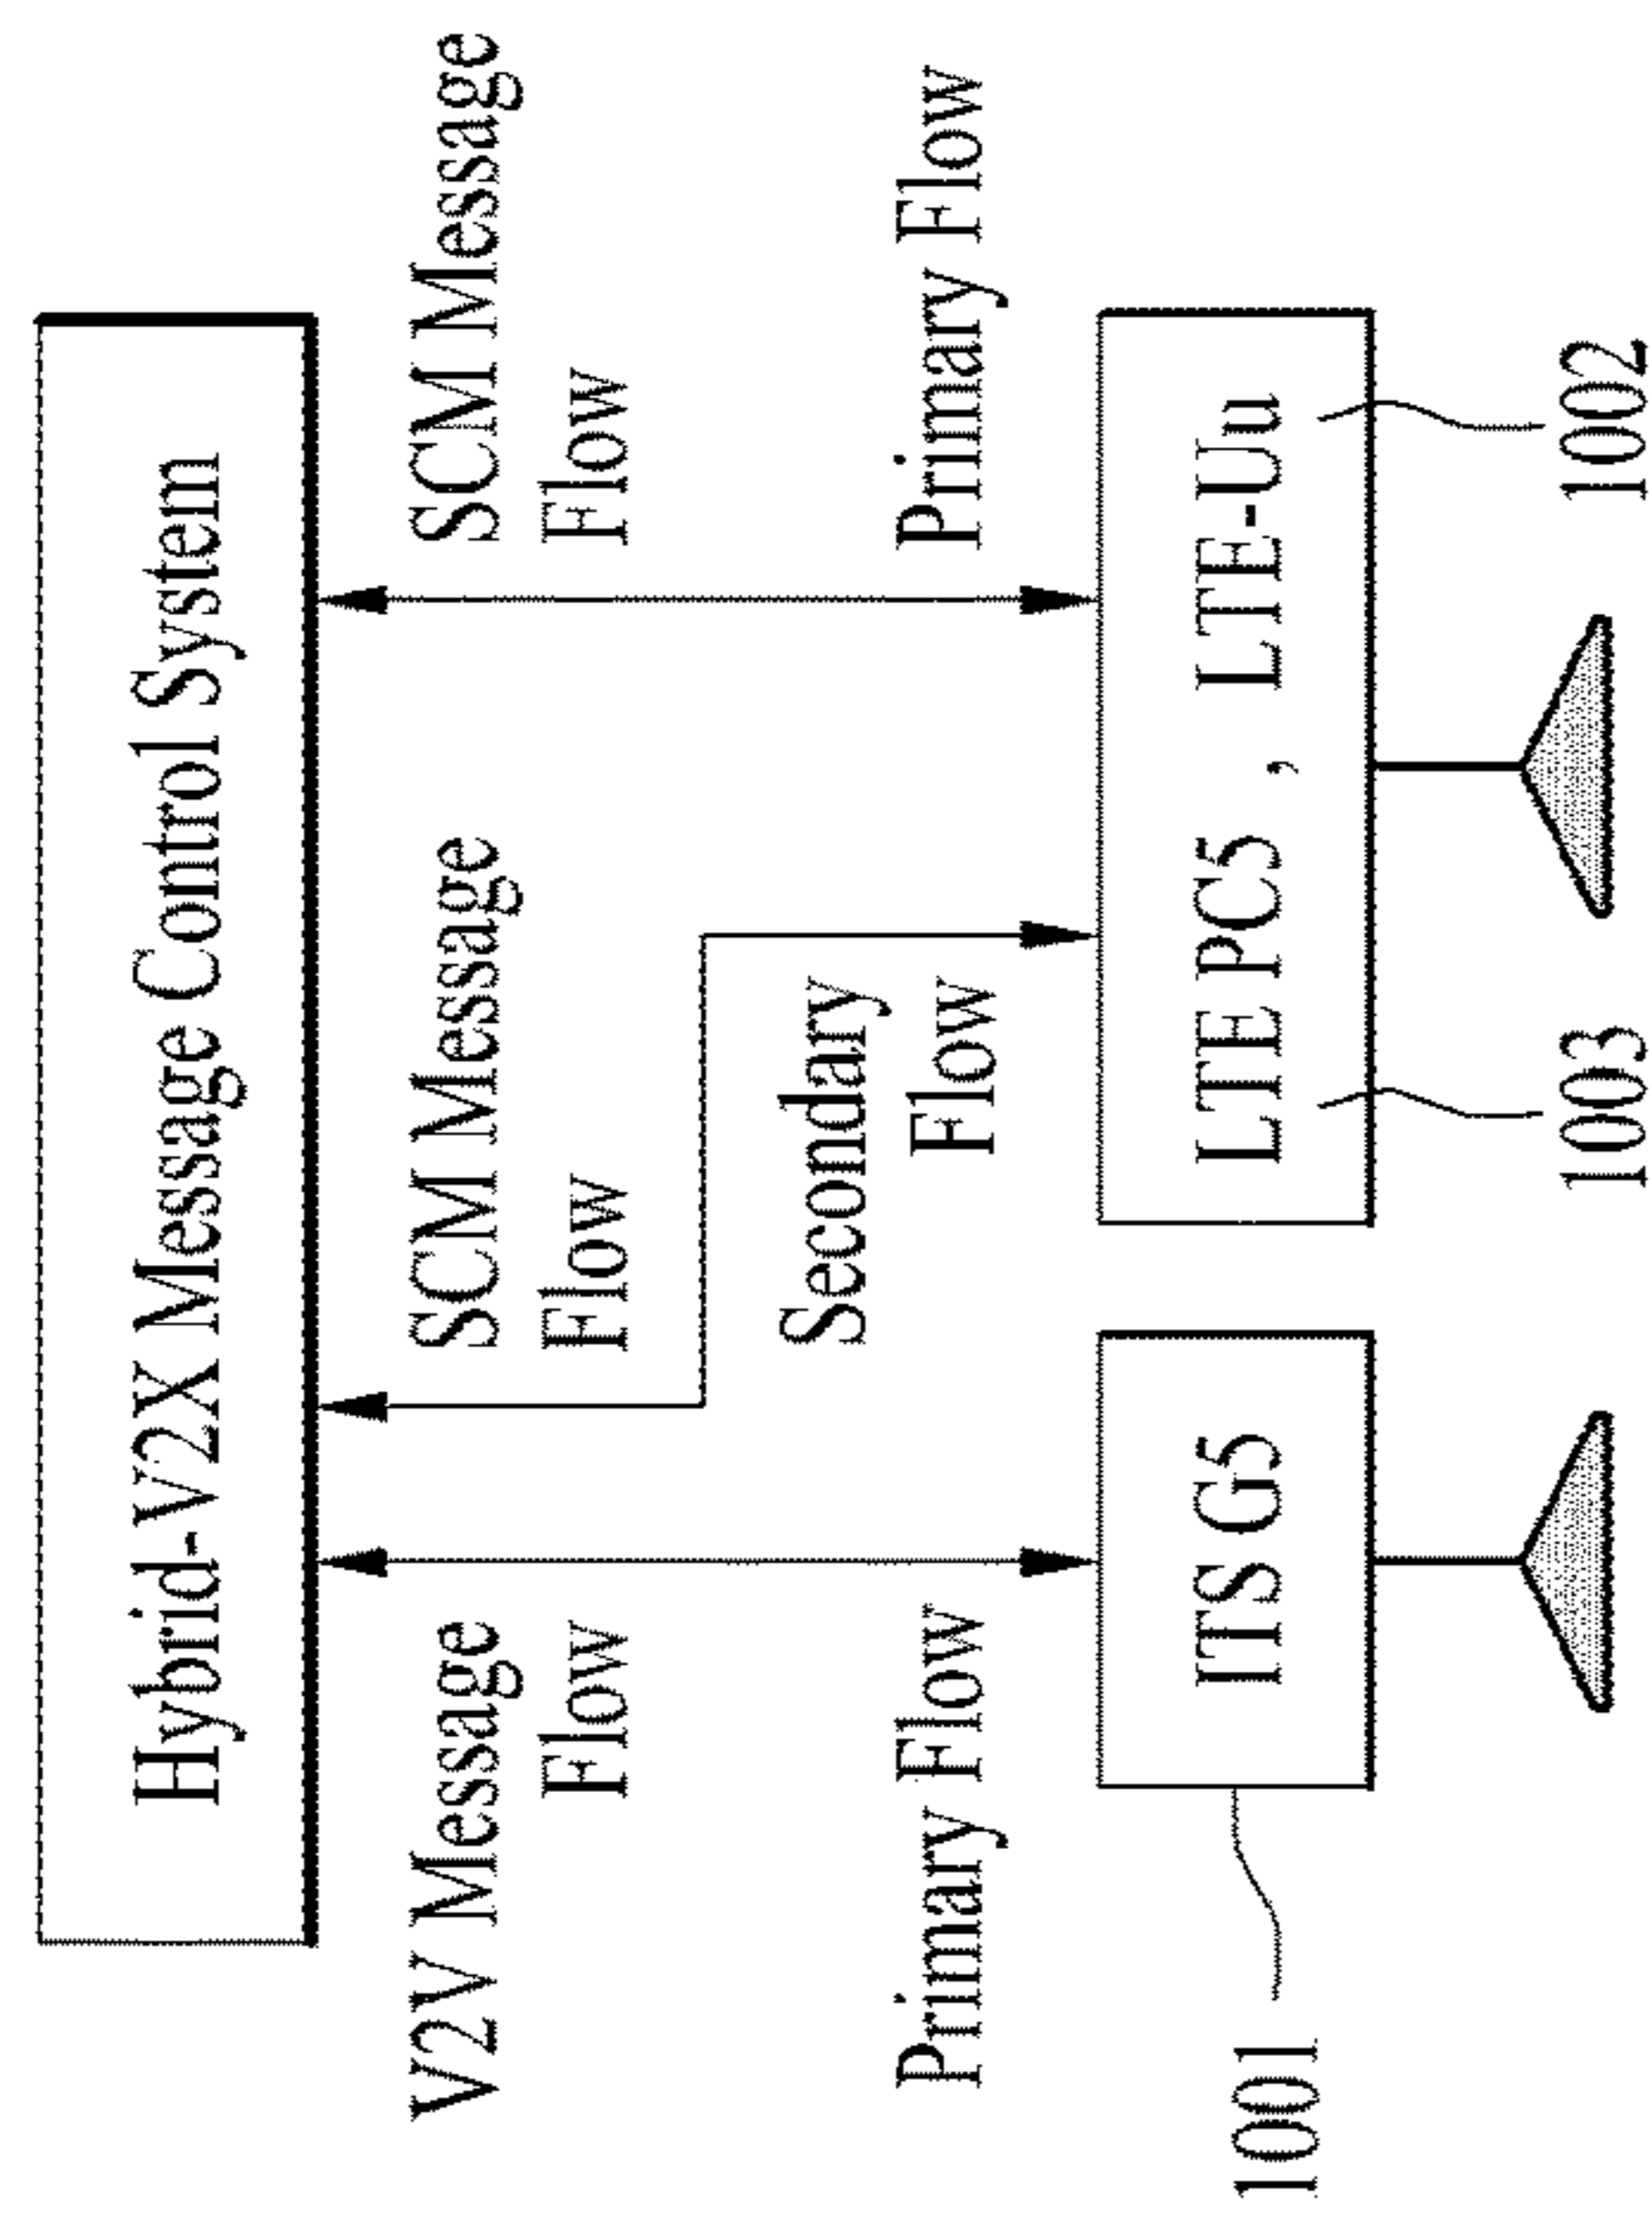 Hybrid-V2X Message Control System
V2V Message
Flow
SCM Message
Flow
SCM Message
Flow
Primary Flow
Secondary
Flow
Primary Flow
ITS G5
LTE PC5 , LTE-Uu
1001
1003
1002